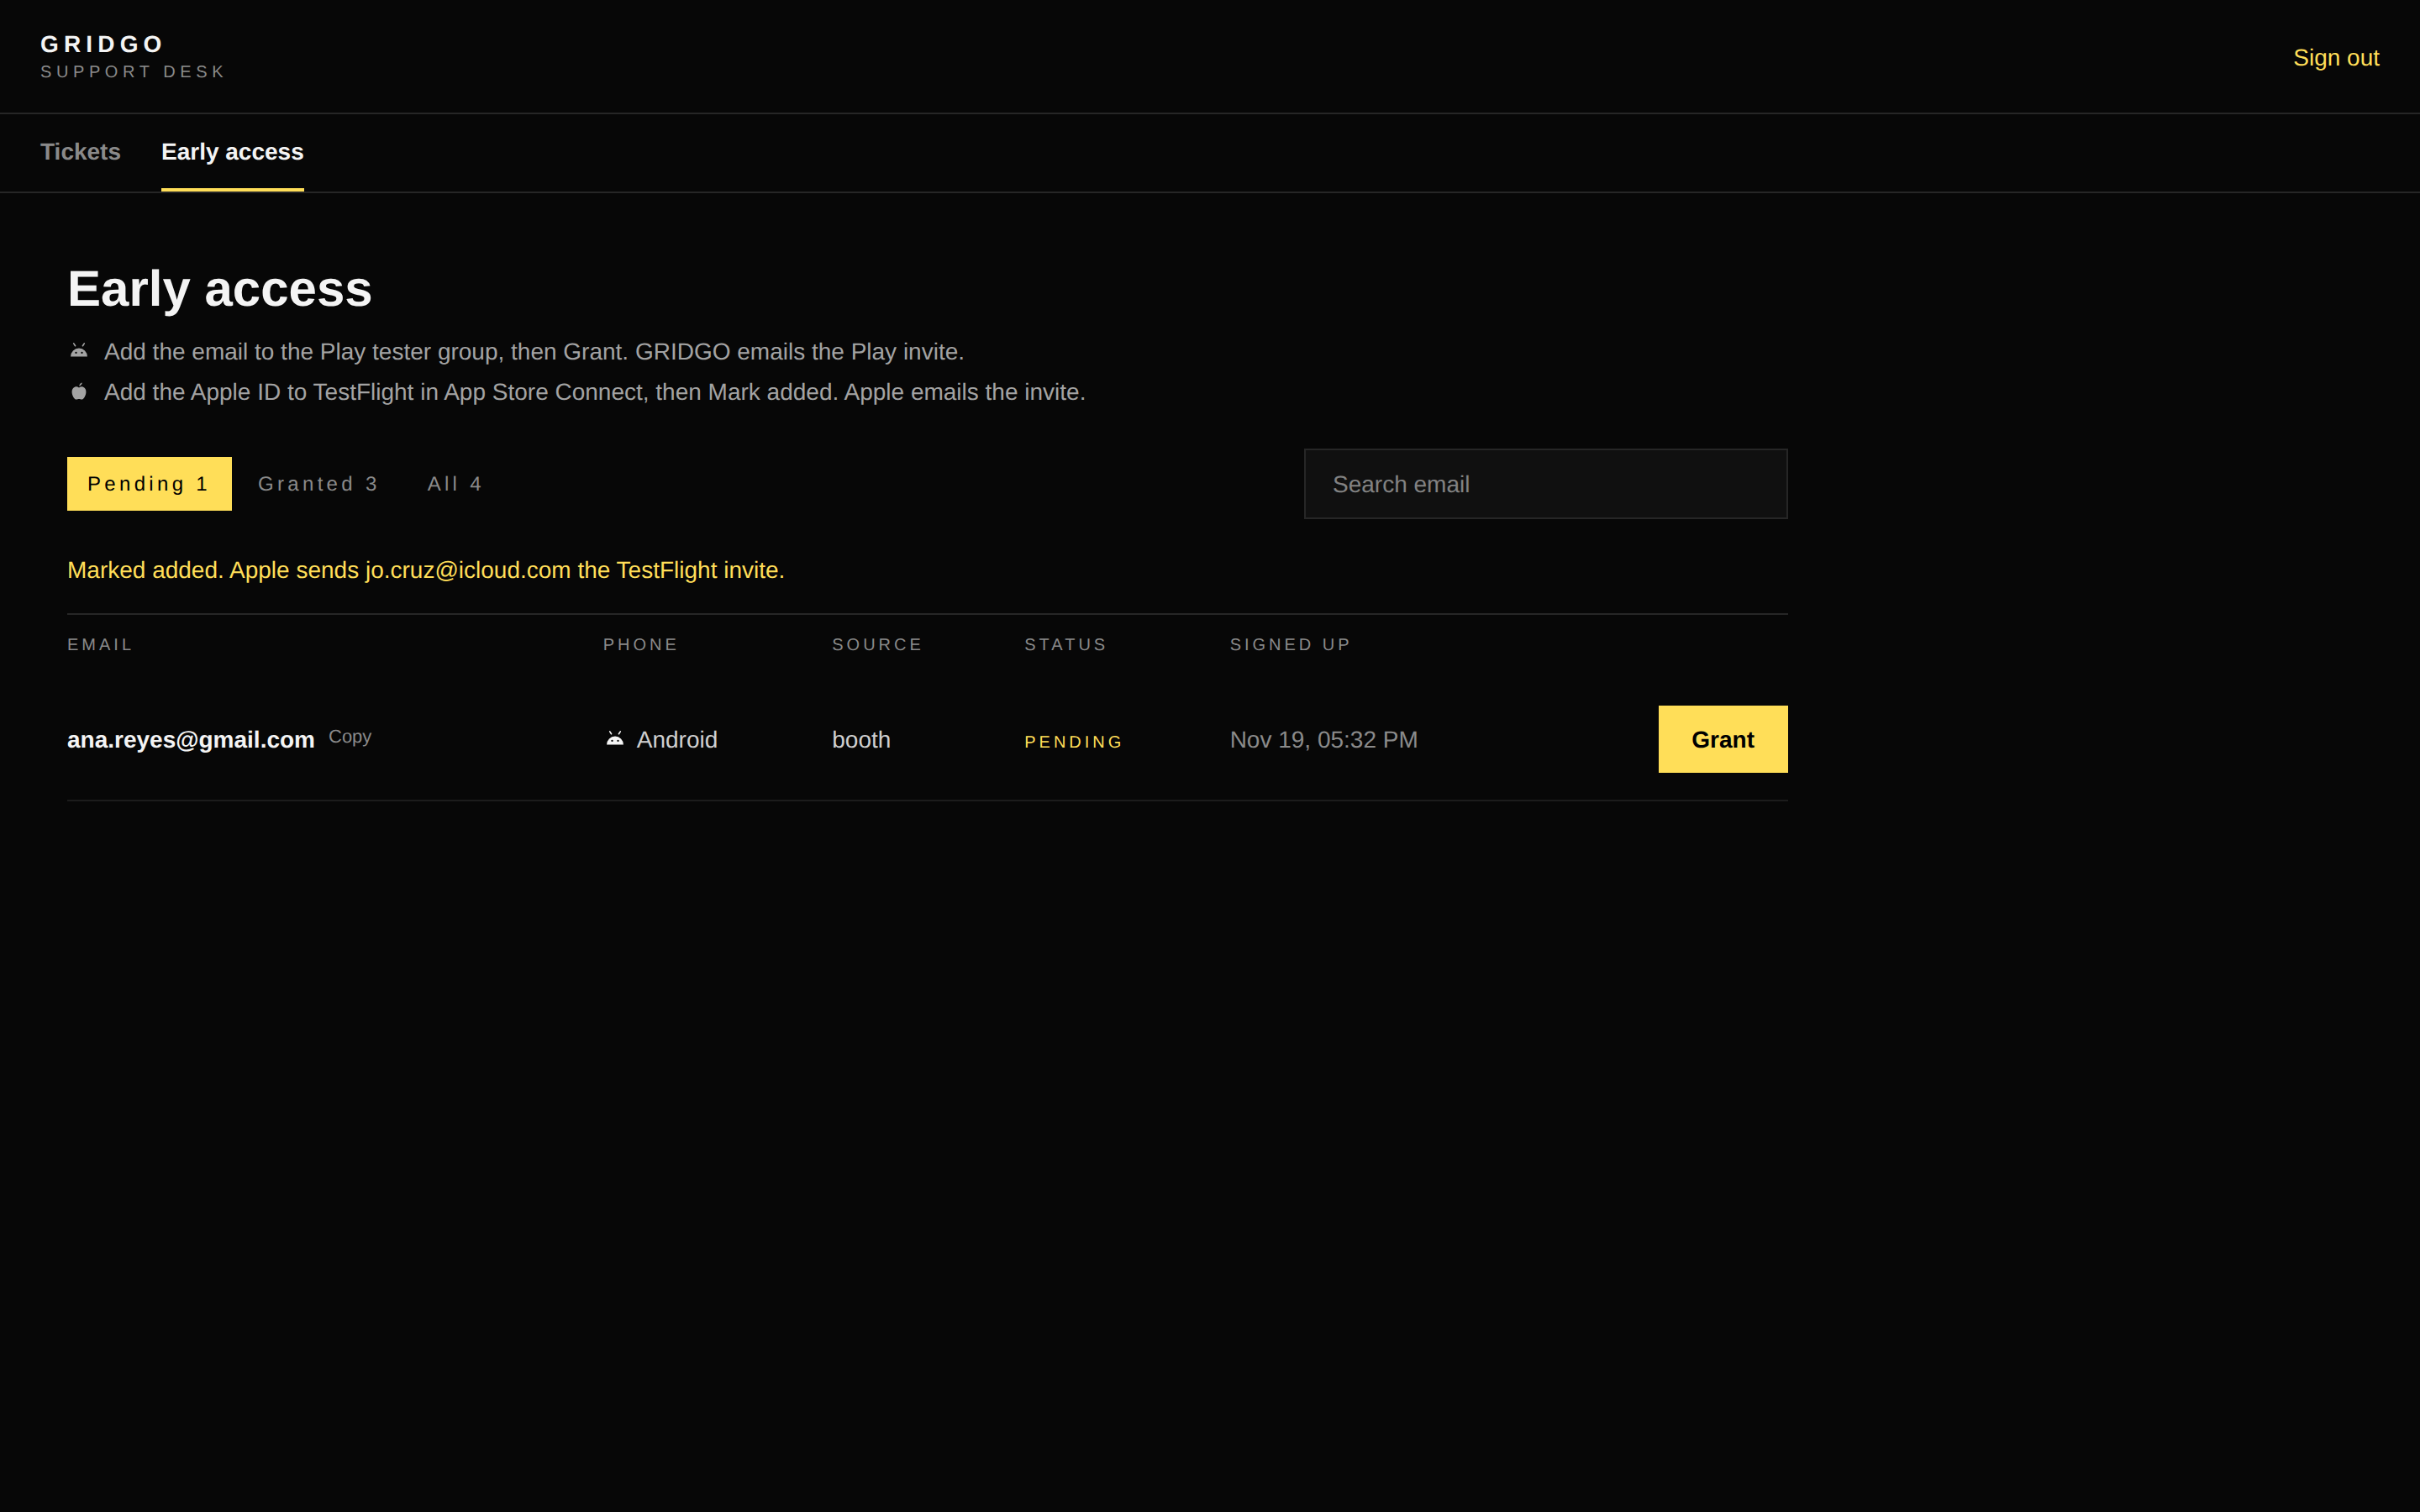 GRIDGO
SUPPORT DESK
Sign out
Tickets
Early access
Early access
Add the email to the Play tester group, then Grant. GRIDGO emails the Play invite.
Add the Apple ID to TestFlight in App Store Connect, then Mark added. Apple emails the invite.
Pending 1
Granted 3
All 4
Search email
Marked added. Apple sends jo.cruz@icloud.com the TestFlight invite.
EMAIL PHONE SOURCE STATUS SIGNED UP
ana.reyes@gmail.com Copy Android booth PENDING Nov 19, 05:32 PM Grant